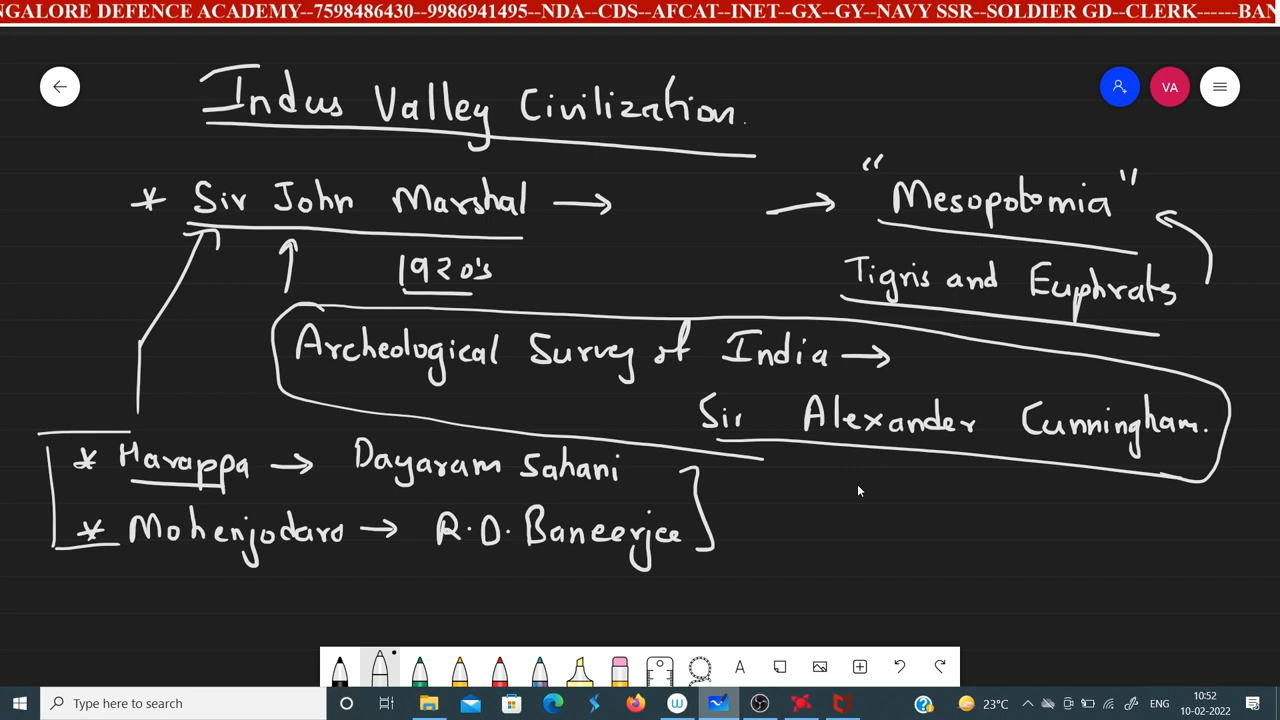 NGALORE DEFENCE ACADEMY--7598486430--9986941495--NDA--CDS--AFCAT--INET--GX--GY--NAVY SSR--SOLDIER GD--CLERK------BAN
Indus Valley Civilization.
VA
* Sir John Marshal → → "Mesopotomia"
1920's
Tigris and Euphrates
Archeological Survey of India →
Sir Alexander Cunningham.
* Harappa → Dayaram Sahani
* Mohenjodaro → R.D. Baneerjee
A
Type here to search
23°C
ENG
10:52
10-02-2022